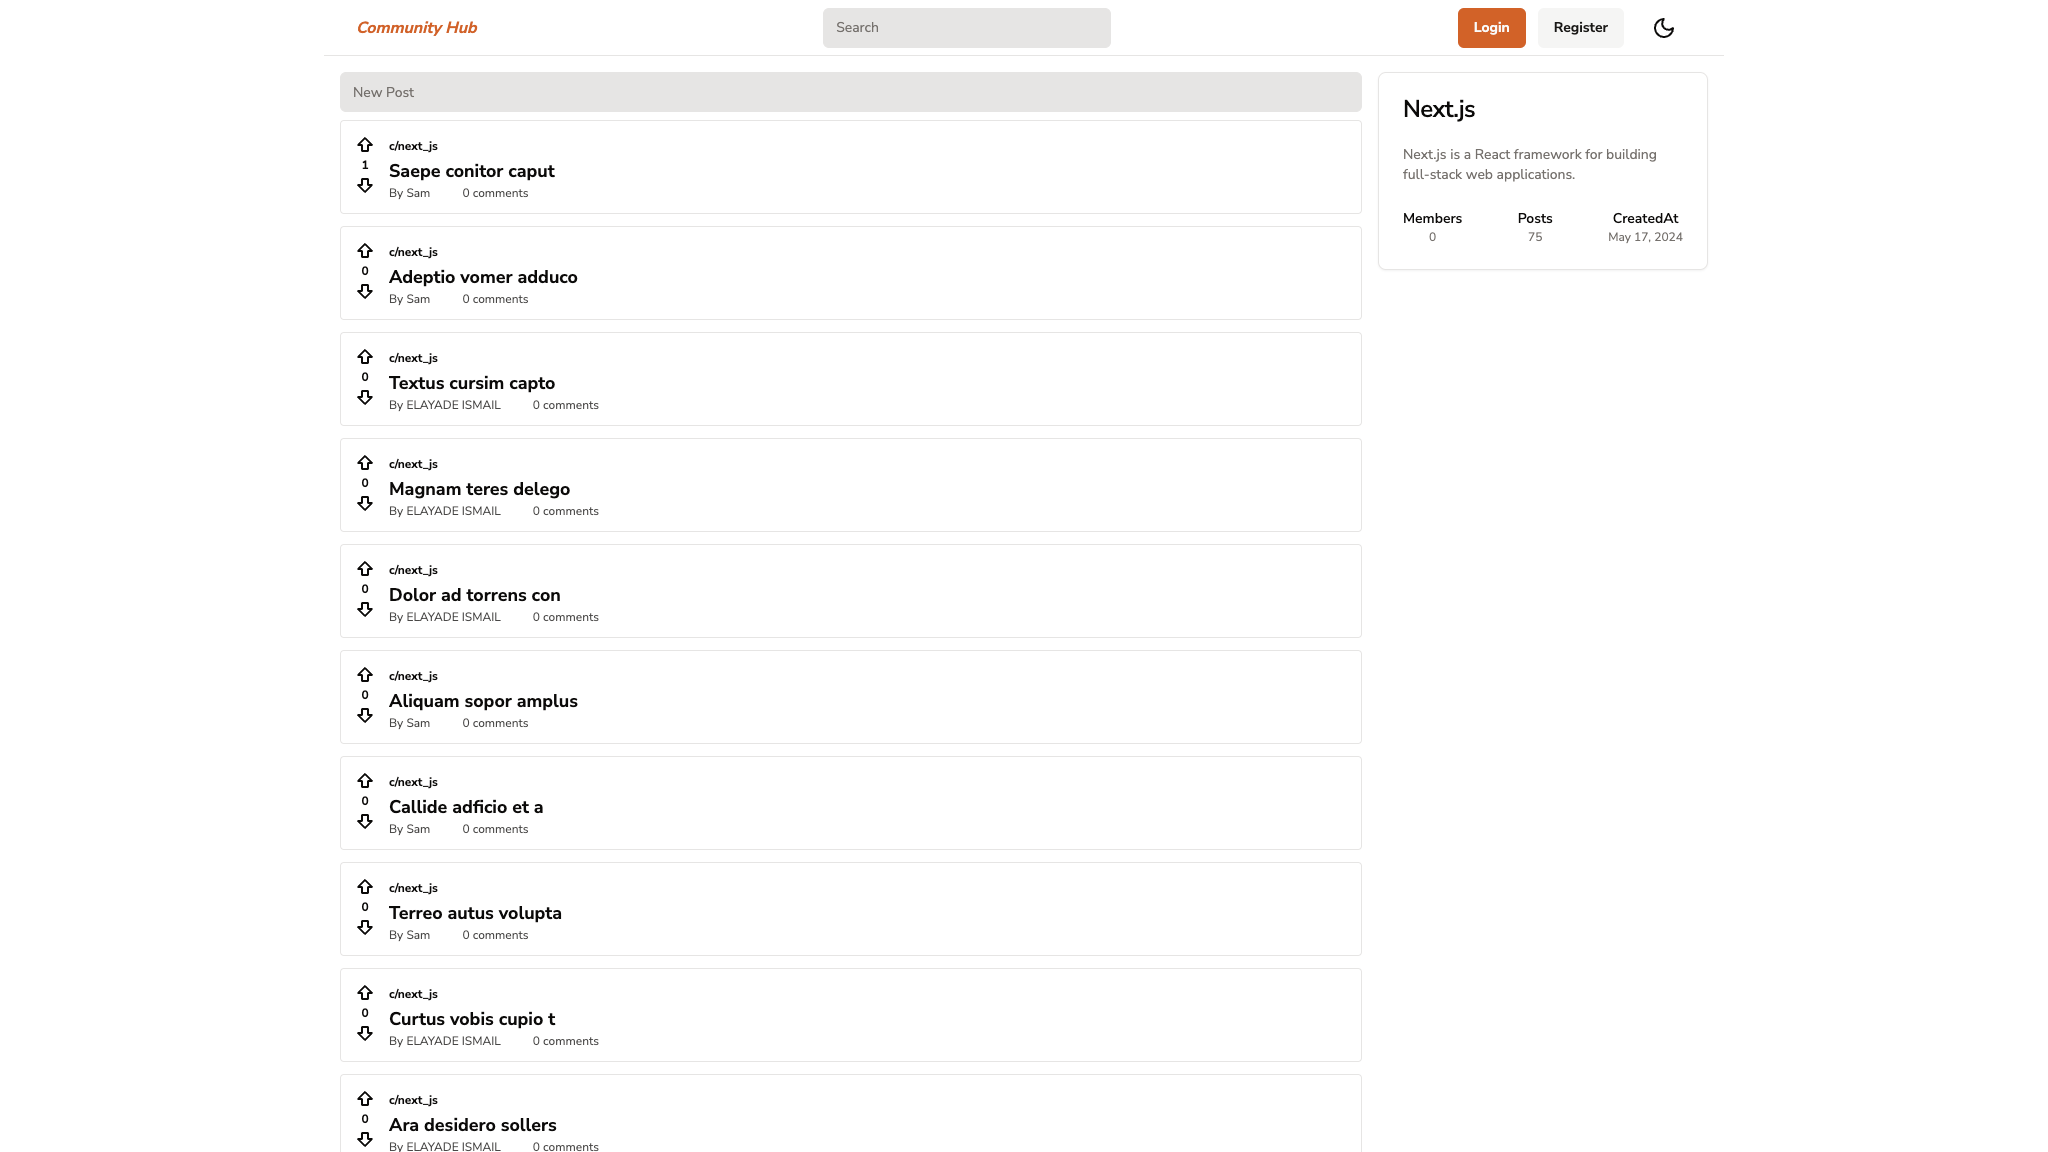 Community Hub
Search
Login
Register
New Post
c/next_js
1
Saepe conitor caput
By Sam 0 comments
c/next_js
0
Adeptio vomer adduco
By Sam 0 comments
c/next_js
0
Textus cursim capto
By ELAYADE ISMAIL 0 comments
c/next_js
0
Magnam teres delego
By ELAYADE ISMAIL 0 comments
c/next_js
0
Dolor ad torrens con
By ELAYADE ISMAIL 0 comments
c/next_js
0
Aliquam sopor amplus
By Sam 0 comments
c/next_js
0
Callide adficio et a
By Sam 0 comments
c/next_js
0
Terreo autus volupta
By Sam 0 comments
c/next_js
0
Curtus vobis cupio t
By ELAYADE ISMAIL 0 comments
c/next_js
0
Ara desidero sollers
By ELAYADE ISMAIL 0 comments
Next.js
Next.js is a React framework for building
full-stack web applications.
Members Posts CreatedAt
0 75 May 17, 2024